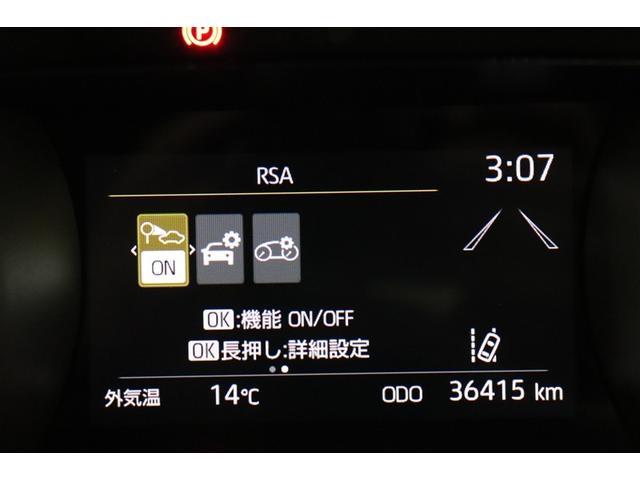 P
RSA
3:07
ON
OK:機能 ON/OFF
OK長押し:詳細設定
外気温 14℃ ODO 36415 km